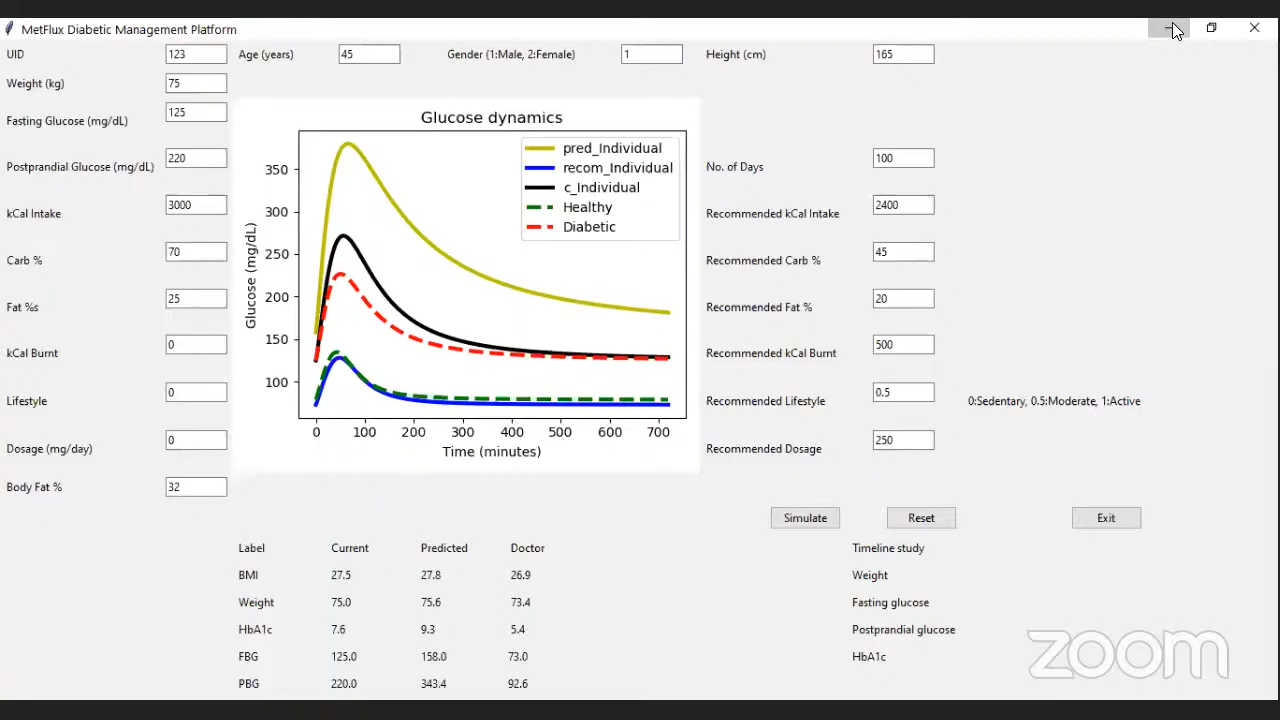 MetFlux Diabetic Management Platform
UID 123 Age (years) 45 Gender (1:Male, 2:Female) 1 Height (cm) 165
Weight (kg) 75
Fasting Glucose (mg/dL) 125
Postprandial Glucose (mg/dL) 220
kCal Intake 3000
Carb % 70
Fat %s 25
kCal Burnt 0
Lifestyle 0
Dosage (mg/day) 0
Body Fat % 32
Glucose dynamics
pred_Individual
recom_Individual
c_Individual
Healthy
Diabetic
Glucose (mg/dL)
350
300
250
200
150
100
0 100 200 300 400 500 600 700
Time (minutes)
No. of Days 100
Recommended kCal Intake 2400
Recommended Carb % 45
Recommended Fat % 20
Recommended kCal Burnt 500
Recommended Lifestyle 0.5 0:Sedentary, 0.5:Moderate, 1:Active
Recommended Dosage 250
Simulate Reset Exit
Label Current Predicted Doctor
BMI 27.5 27.8 26.9
Weight 75.0 75.6 73.4
HbA1c 7.6 9.3 5.4
FBG 125.0 158.0 73.0
PBG 220.0 343.4 92.6
Timeline study
Weight
Fasting glucose
Postprandial glucose
HbA1c
zoom